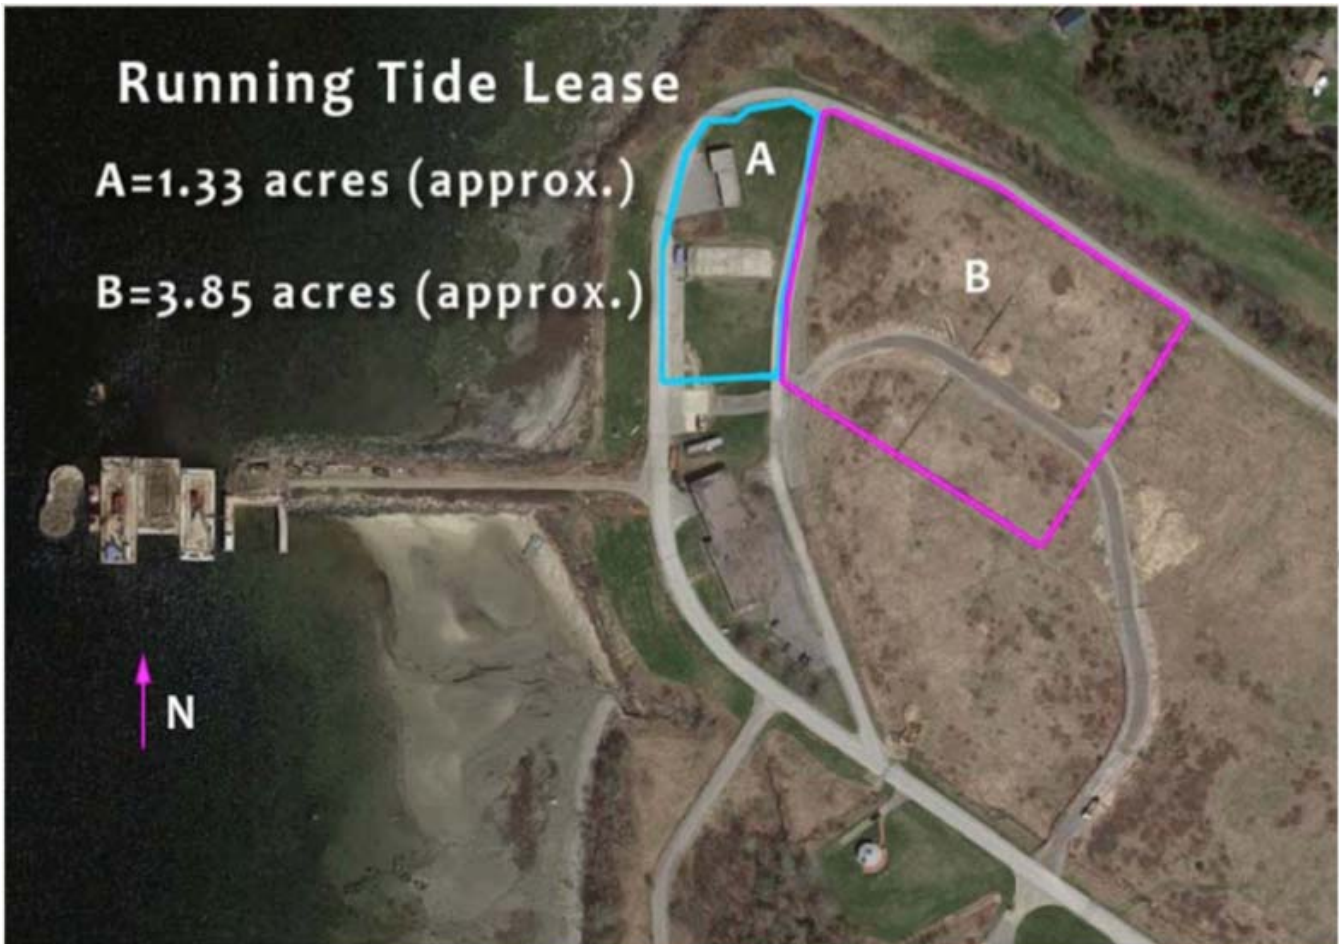 Running Tide Lease
A=1.33 acres (approx.)
B=3.85 acres (approx.)
A
B
N